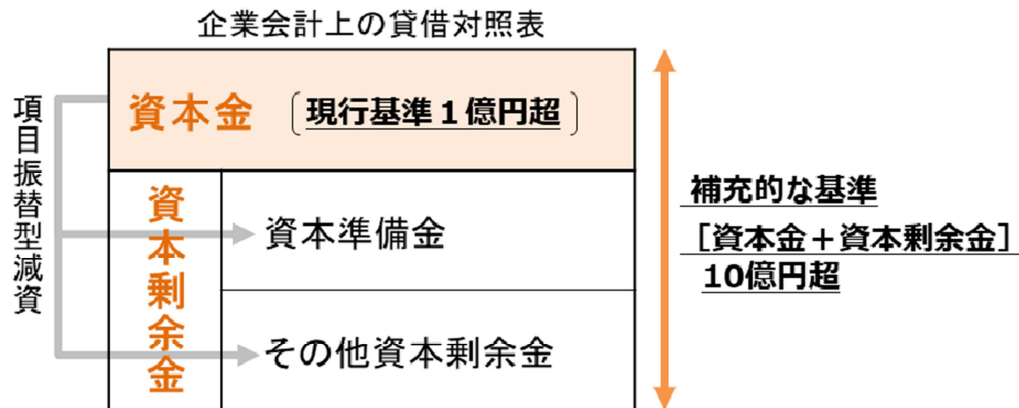 企業会計上の貸借対照表
項目振替型減資
資本金
〔現行基準１億円超〕
資本剰余金
資本準備金
その他資本剰余金
補充的な基準
［資本金＋資本剰余金］
10億円超